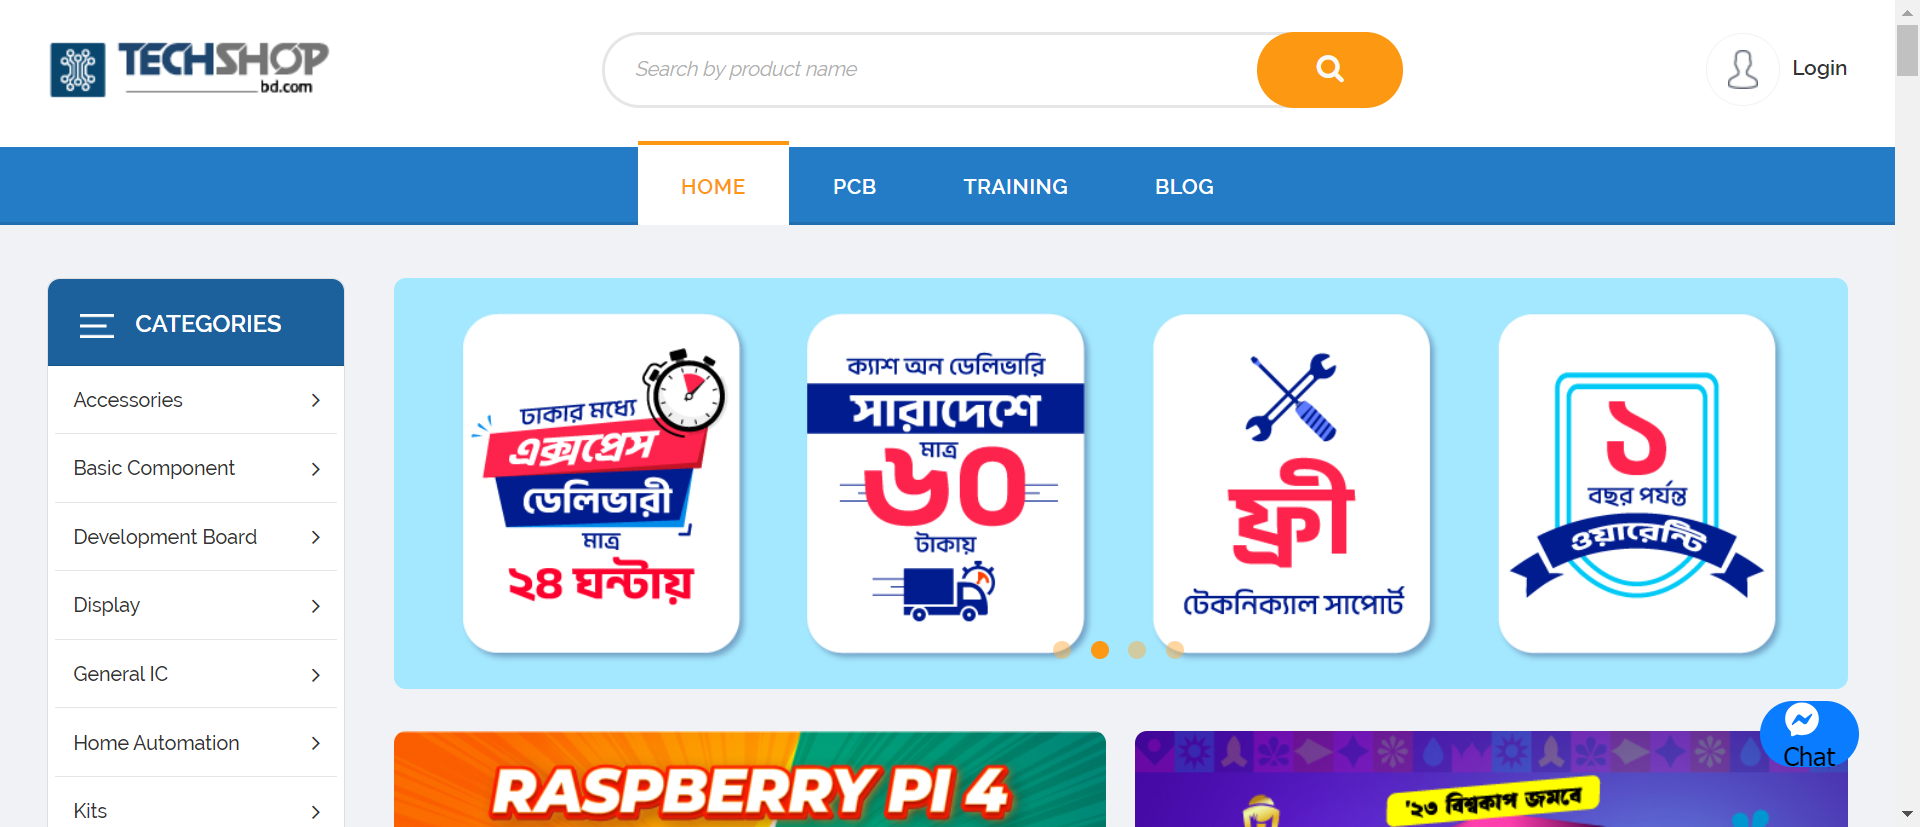 TECHSHOP
bd.com
Search by product name
Login
HOME
PCB
TRAINING
BLOG
CATEGORIES
Accessories
Basic Component
Development Board
Display
General IC
Home Automation
Kits
ঢাকার মধ্যে
এক্সপ্রেস
ডেলিভারী
মাত্র
২৪ ঘন্টায়
ক্যাশ অন ডেলিভারি
সারাদেশে
মাত্র
৬০
টাকায়
ফ্রী
টেকনিক্যাল সাপোর্ট
১
বছর পর্যন্ত
ওয়ারেন্টি
RASPBERRY PI 4
'২৩ বিশ্বকাপ জমবে
Chat